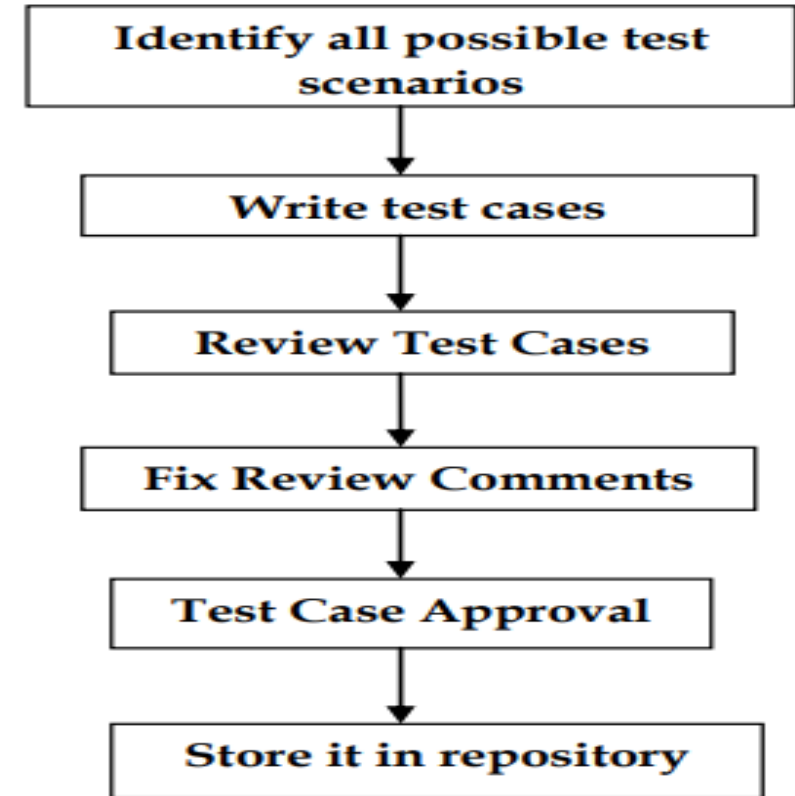 Identify all possible test
scenarios
Write test cases
Review Test Cases
Fix Review Comments
Test Case Approval
Store it in repository